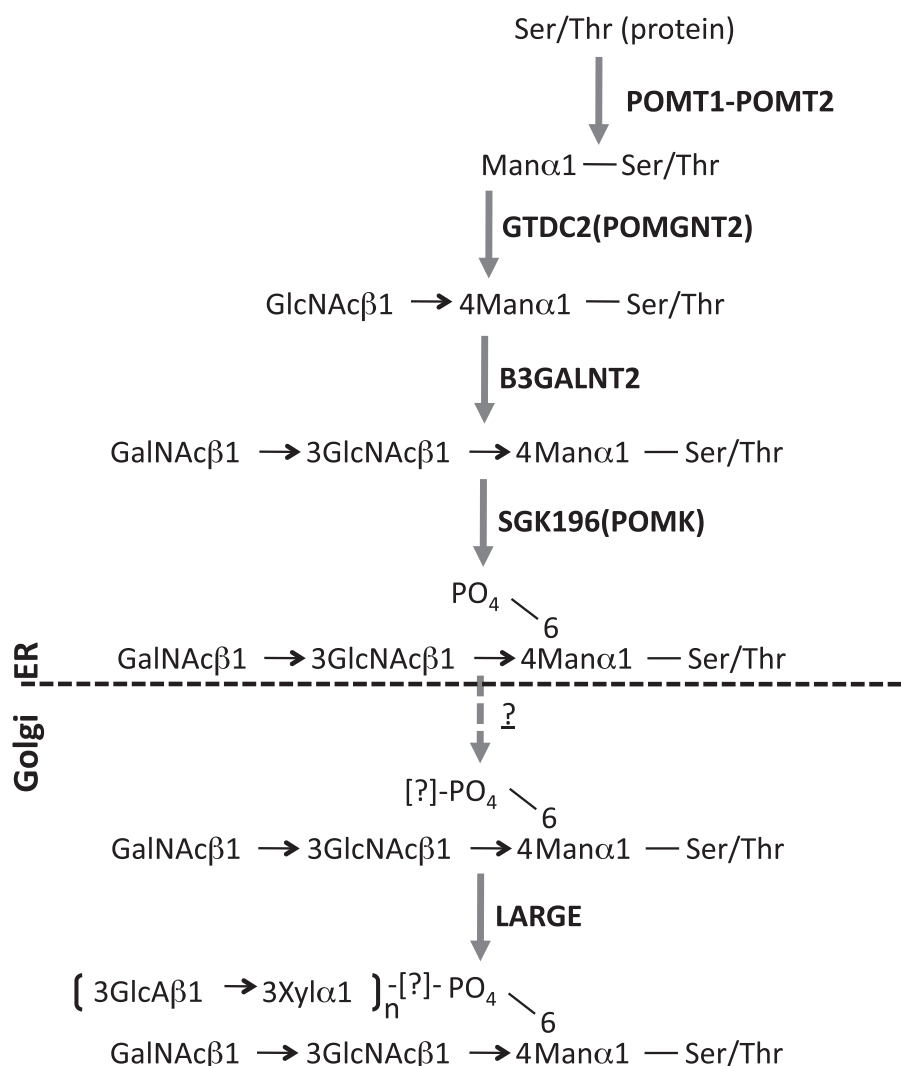 Ser/Thr (protein)
POMT1-POMT2
Manα1 — Ser/Thr
GTDC2(POMGNT2)
GlcNAcβ1 → 4Manα1 — Ser/Thr
B3GALNT2
GalNAcβ1 → 3GlcNAcβ1 → 4Manα1 — Ser/Thr
SGK196(POMK)
PO4
6
GalNAcβ1 → 3GlcNAcβ1 → 4Manα1 — Ser/Thr
ER
Golgi
?
[?]-PO4
6
GalNAcβ1 → 3GlcNAcβ1 → 4Manα1 — Ser/Thr
LARGE
[ 3GlcAβ1 → 3Xylα1 ]n-[?]- PO4
6
GalNAcβ1 → 3GlcNAcβ1 → 4Manα1 — Ser/Thr